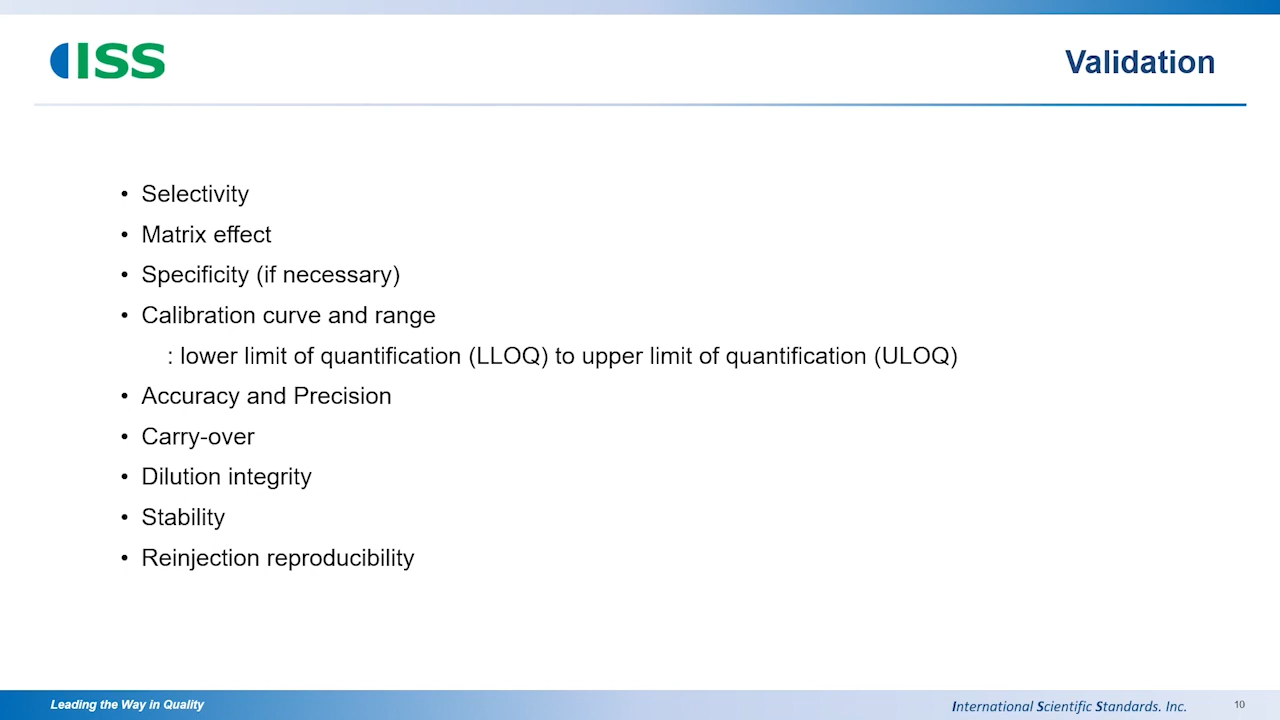 ISS
Validation
• Selectivity
• Matrix effect
• Specificity (if necessary)
• Calibration curve and range
: lower limit of quantification (LLOQ) to upper limit of quantification (ULOQ)
• Accuracy and Precision
• Carry-over
• Dilution integrity
• Stability
• Reinjection reproducibility
Leading the Way in Quality
International Scientific Standards. Inc.
10